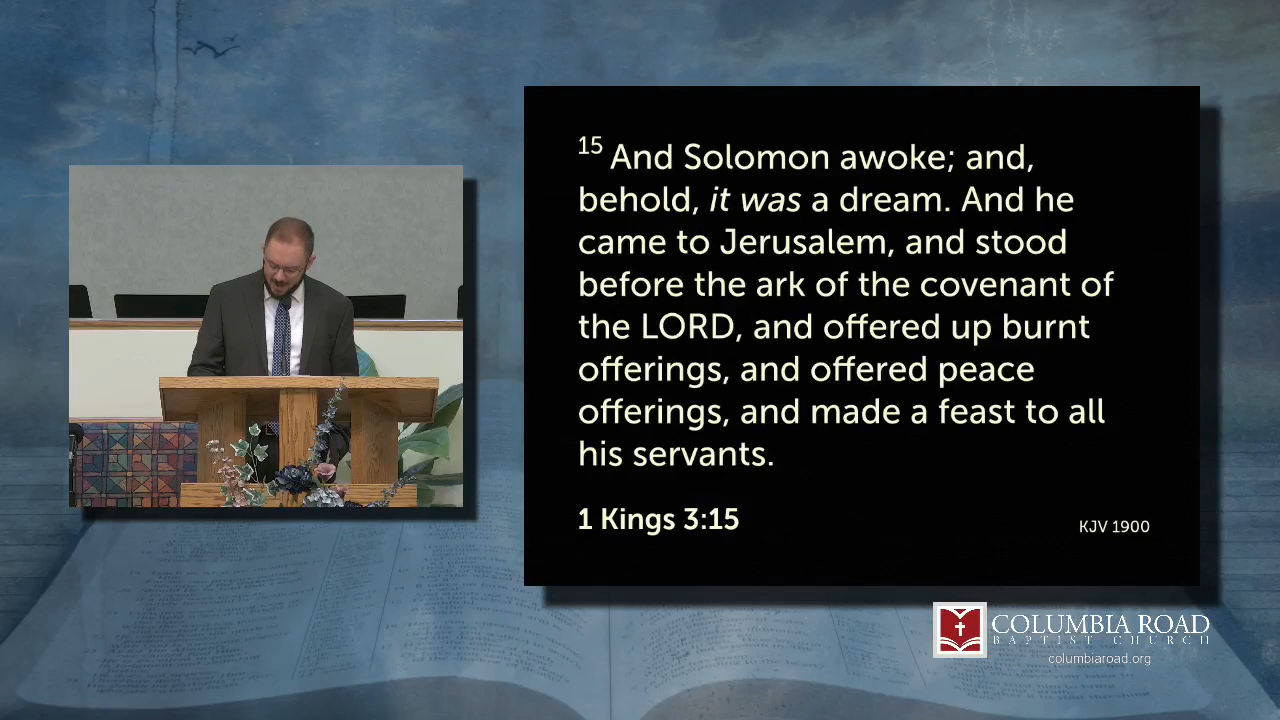 15 And Solomon awoke; and,
behold, it was a dream. And he
came to Jerusalem, and stood
before the ark of the covenant of
the LORD, and offered up burnt
offerings, and offered peace
offerings, and made a feast to all
his servants.
1 Kings 3:15
KJV 1900
COLUMBIA ROAD
BAPTIST CHURCH
columbiaroad.org